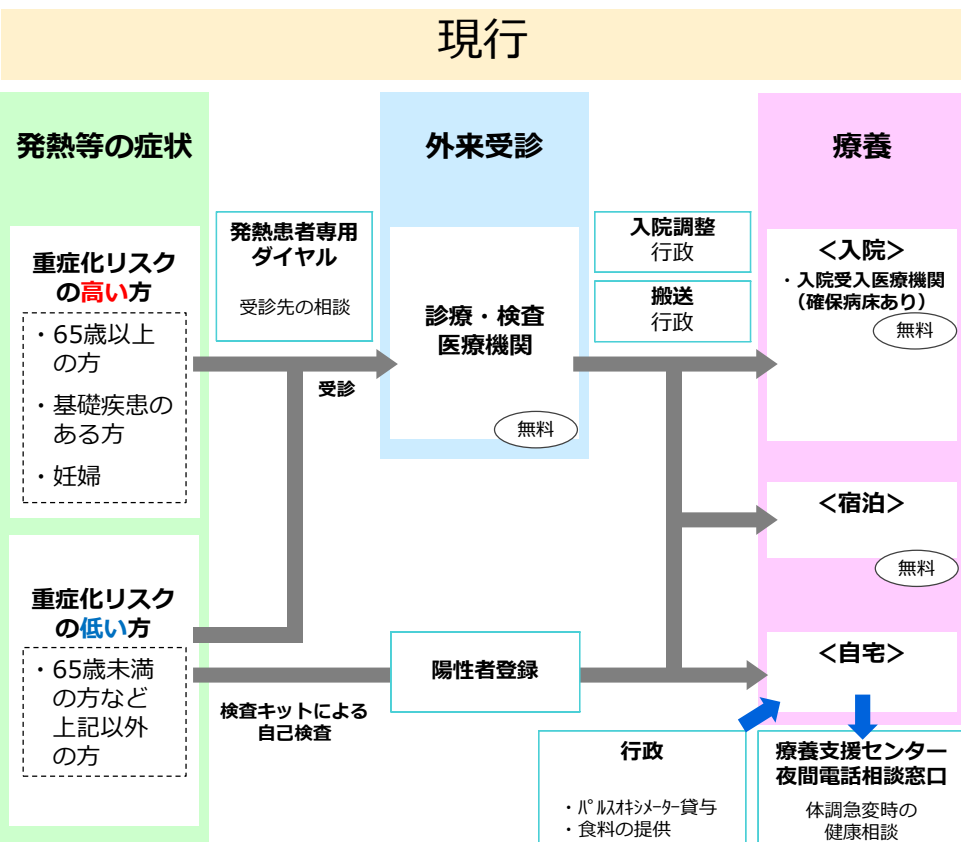 現行
発熱等の症状
重症化リスク
の高い方
・65歳以上
の方
・基礎疾患の
ある方
・妊婦
重症化リスク
の低い方
・65歳未満
の方など
上記以外
の方
発熱患者専用
ダイヤル
受診先の相談
受診
検査キットによる
自己検査
外来受診
診療・検査
医療機関
無料
陽性者登録
入院調整
行政
搬送
行政
療養
＜入院＞
・入院受入医療機関
（確保病床あり）
無料
＜宿泊＞
無料
＜自宅＞
行政
・ﾊﾟﾙｽｵｷｼﾒｰﾀｰ貸与
・食料の提供
療養支援センター
夜間電話相談窓口
体調急変時の
健康相談